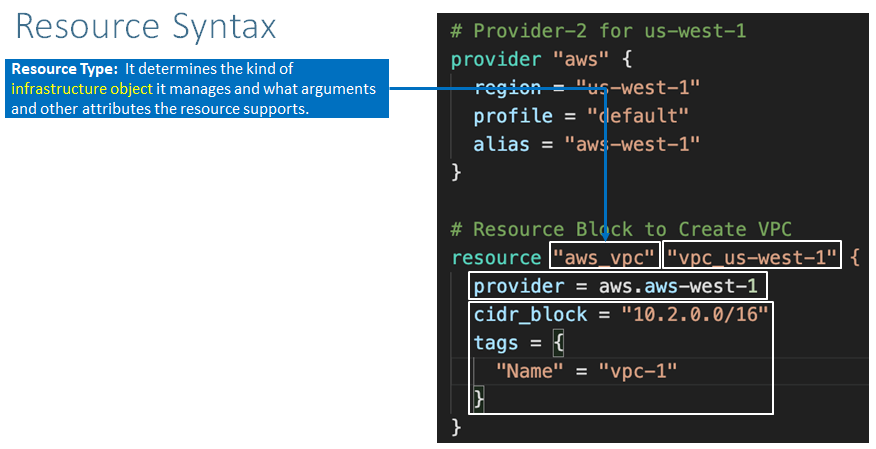 Resource Syntax
Resource Type: It determines the kind of
infrastructure object it manages and what arguments
and other attributes the resource supports.
# Provider-2 for us-west-1
provider "aws" {
region = "us-west-1"
profile = "default"
alias = "aws-west-1"
}
# Resource Block to Create VPC
resource "aws_vpc" "vpc_us-west-1" {
provider = aws.aws-west-1
cidr_block = "10.2.0.0/16"
tags = {
"Name" = "vpc-1"
}
}